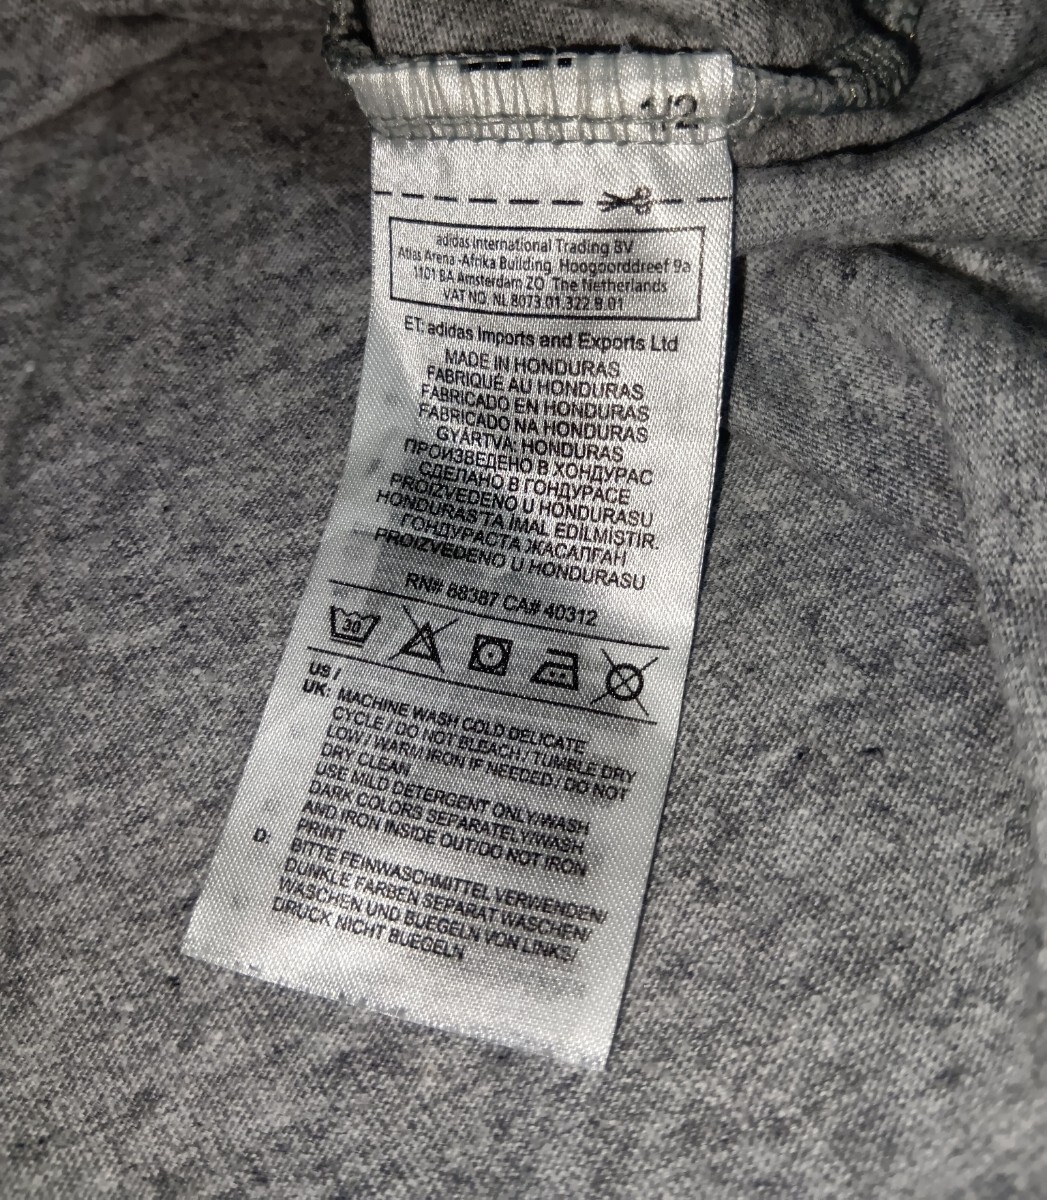 1/2
adidas International Trading BV
Atlas Arena -Afrika Building, Hoogoorddreef 9a
1101 BA Amsterdam ZO The Netherlands
VAT NO. NL 8073.01.322.B.01
ET: adidas Imports and Exports Ltd
MADE IN HONDURAS
FABRIQUÉ AU HONDURAS
FABRICADO EN HONDURAS
FABRICADO NA HONDURAS
GYÁRTVA: HONDURAS
ПРОИЗВЕДЕНО В ХОНДУРАС
СДЕЛАНО В ГОНДУРАСЕ
PROIZVEDENO U HONDURASU
HONDURAS'TA IMAL EDILMISTIR.
ГОНДУРАСТА ЖАСАЛҒАН
PROIZVEDENO U HONDURASU
RN# 88387 CA# 40312
30
US /
UK: MACHINE WASH COLD DELICATE
CYCLE / DO NOT BLEACH / TUMBLE DRY
LOW / WARM IRON IF NEEDED / DO NOT
DRY CLEAN
USE MILD DETERGENT ONLY/WASH
DARK COLORS SEPARATELY/WASH
AND IRON INSIDE OUT/DO NOT IRON
PRINT
D: BITTE FEINWASCHMITTEL VERWENDEN/
DUNKLE FARBEN SEPARAT WASCHEN/
WASCHEN UND BUEGELN VON LINKS/
DRUCK NICHT BUEGELN